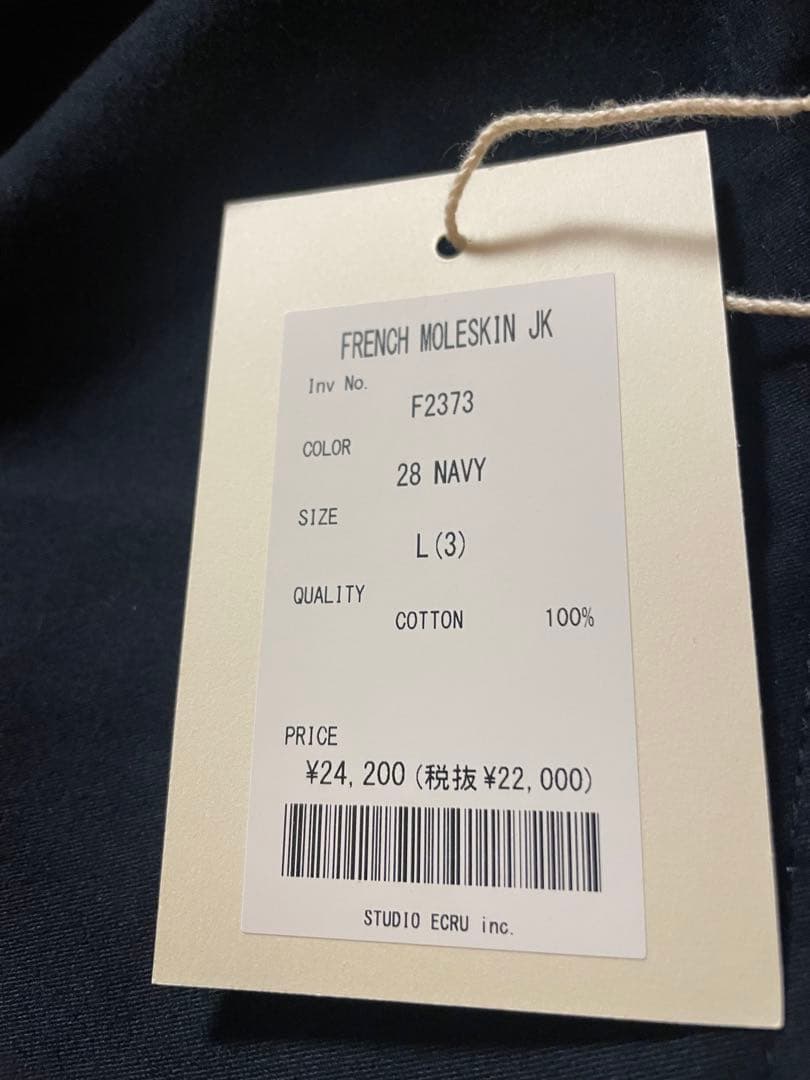 FRENCH MOLESKIN JK
Inv No.
F2373
COLOR
28 NAVY
SIZE
L(3)
QUALITY
COTTON 100%
PRICE
¥24,200(税抜¥22,000)
STUDIO ECRU inc.